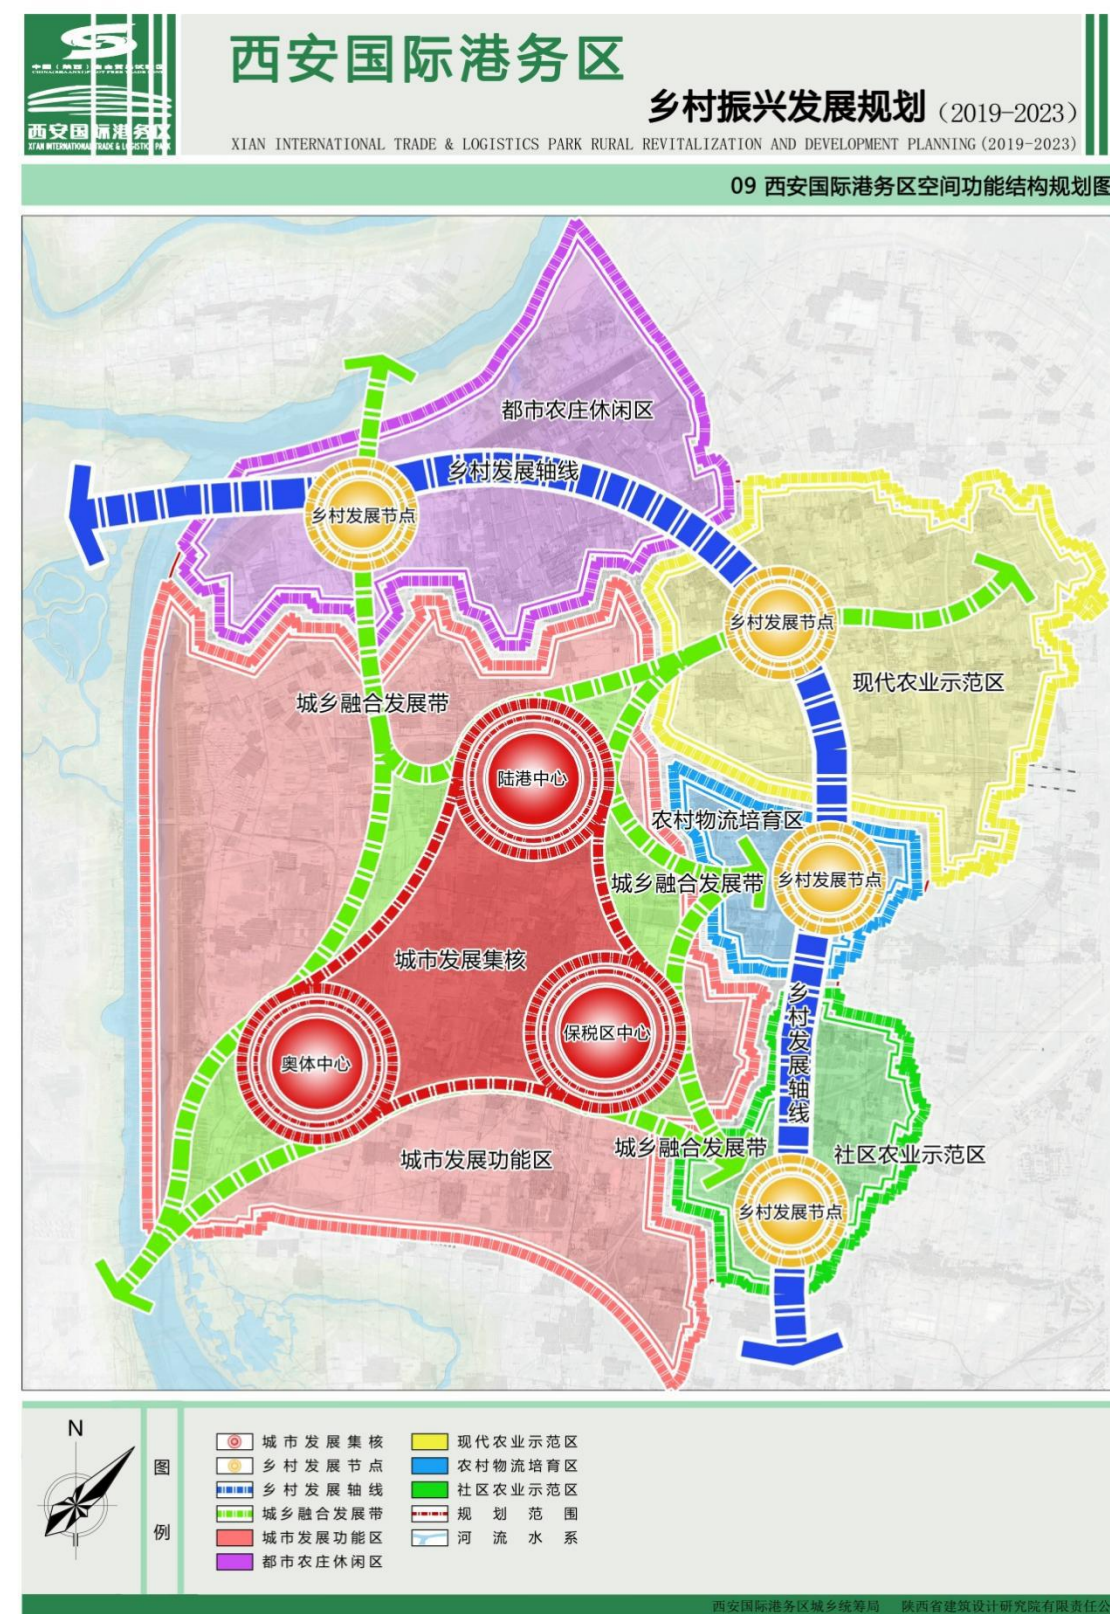 西安国际港务区
XI'AN INTERNATIONAL TRADE & LOGISTICS PARK
西安国际港务区
乡村振兴发展规划（2019-2023）
XIAN INTERNATIONAL TRADE & LOGISTICS PARK RURAL REVITALIZATION AND DEVELOPMENT PLANNING(2019-2023)
09 西安国际港务区空间功能结构规划图
都市农庄休闲区
乡村发展轴线
乡村发展节点
乡村发展节点
现代农业示范区
城乡融合发展带
陆港中心
农村物流培育区
城乡融合发展带
乡村发展节点
城市发展集核
乡村发展轴线
保税区中心
奥体中心
城乡融合发展带
社区农业示范区
城市发展功能区
乡村发展节点
N
图例
城市发展集核
乡村发展节点
乡村发展轴线
城乡融合发展带
城市发展功能区
都市农庄休闲区
现代农业示范区
农村物流培育区
社区农业示范区
规划范围
河流水系
西安国际港务区城乡统筹局 陕西省建筑设计研究院有限责任公